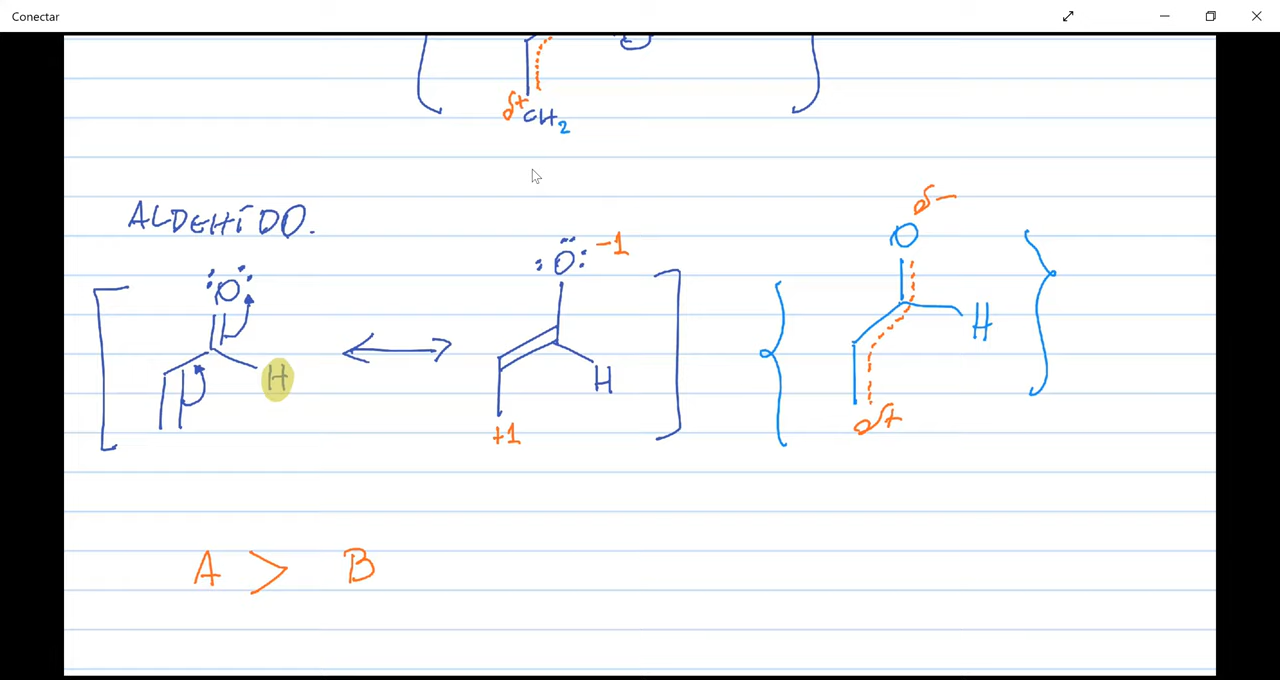 Conectar
δ+ CH2
ALDEHÍDO.
O O -1 O δ-
H H H
+1 δ+
A > B